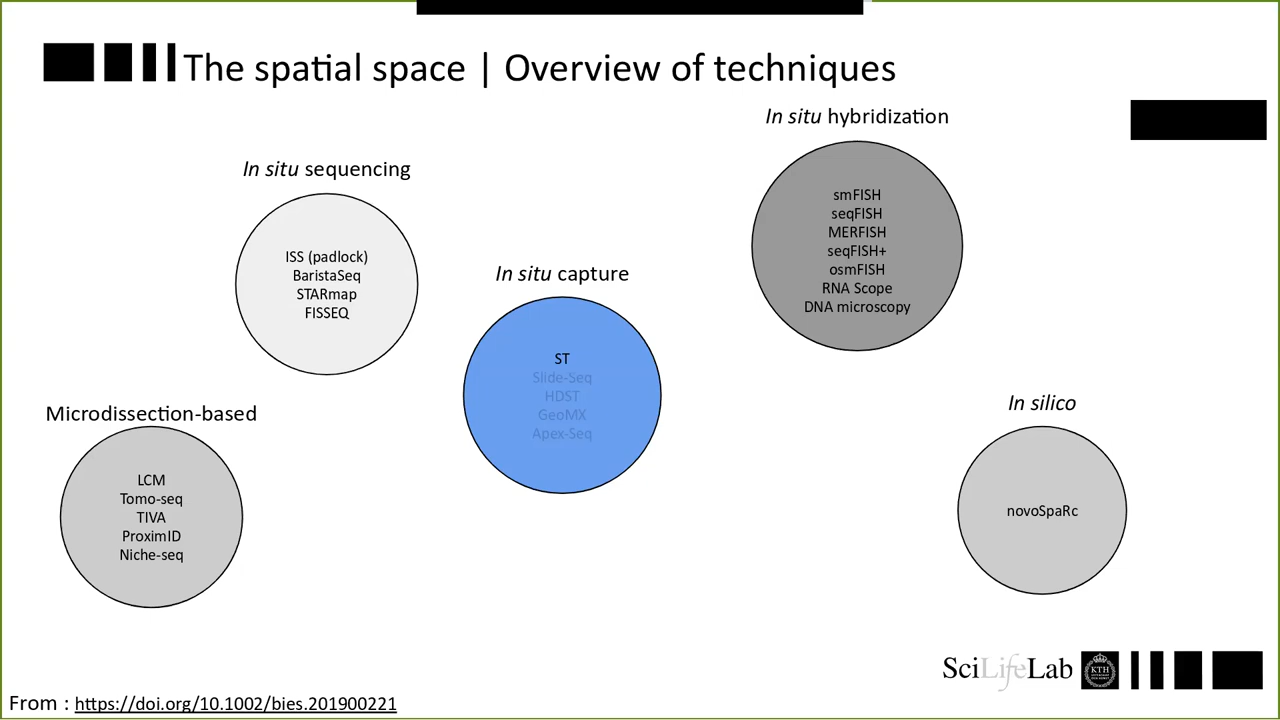 The spatial space | Overview of techniques
In situ hybridization
smFISH
seqFISH
MERFISH
seqFISH+
osmFISH
RNA Scope
DNA microscopy
In situ sequencing
ISS (padlock)
BaristaSeq
STARmap
FISSEQ
In situ capture
ST
Slide-Seq
HDST
GeoMX
Apex-Seq
Microdissection-based
LCM
Tomo-seq
TIVA
ProximID
Niche-seq
In silico
novoSpaRc
SciLifeLab
KTH
From : https://doi.org/10.1002/bies.201900221